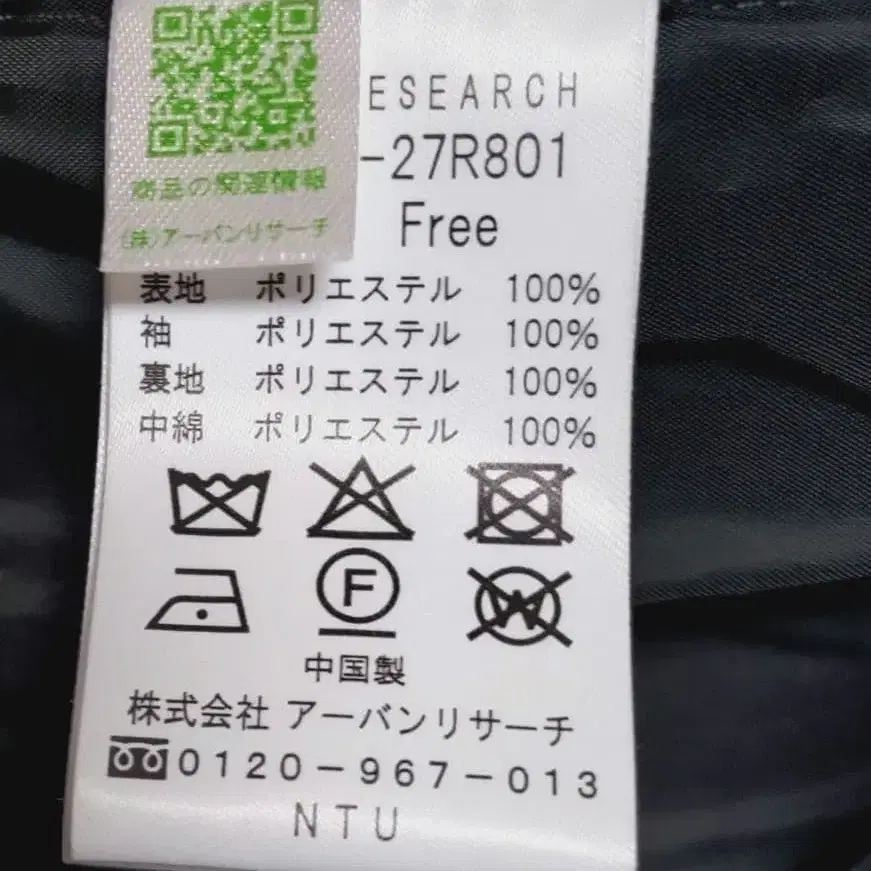 商品の関連情報
(株)アーバンリサーチ
ESEARCH
-27R801
Free
表地 ポリエステル 100%
袖 ポリエステル 100%
裏地 ポリエステル 100%
中綿 ポリエステル 100%
F
W
中国製
株式会社 アーバンリサーチ
0120-967-013
NTU